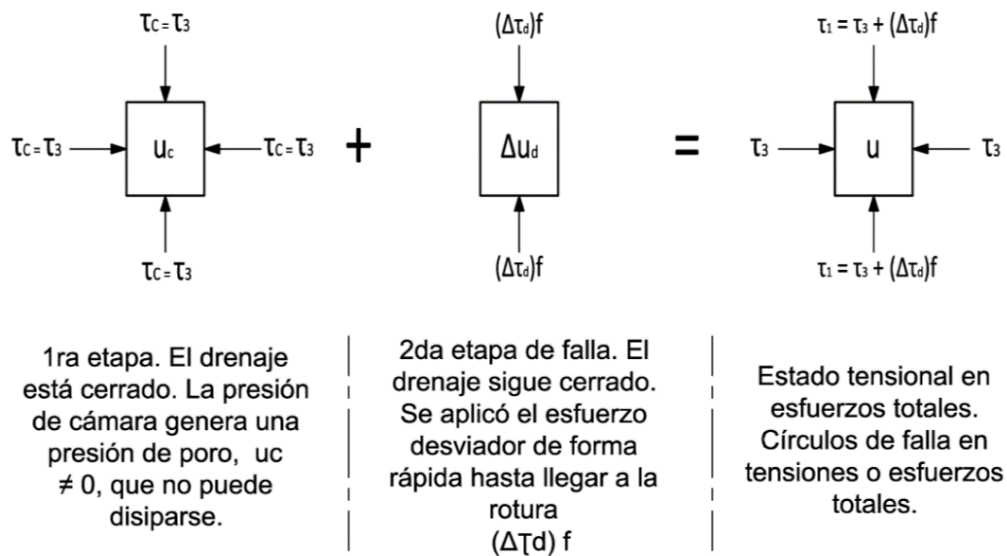 τc = τ3
(Δτd)f
τ1 = τ3 + (Δτd)f
τc = τ3
uc
τc = τ3
+
Δud
=
τ3
u
τ3
τc = τ3
(Δτd)f
τ1 = τ3 + (Δτd)f
1ra etapa. El drenaje
está cerrado. La presión
de cámara genera una
presión de poro, uc
≠ 0, que no puede
disiparse.
2da etapa de falla. El
drenaje sigue cerrado.
Se aplicó el esfuerzo
desviador de forma
rápida hasta llegar a la
rotura
(ΔƮd) f
Estado tensional en
esfuerzos totales.
Círculos de falla en
tensiones o esfuerzos
totales.